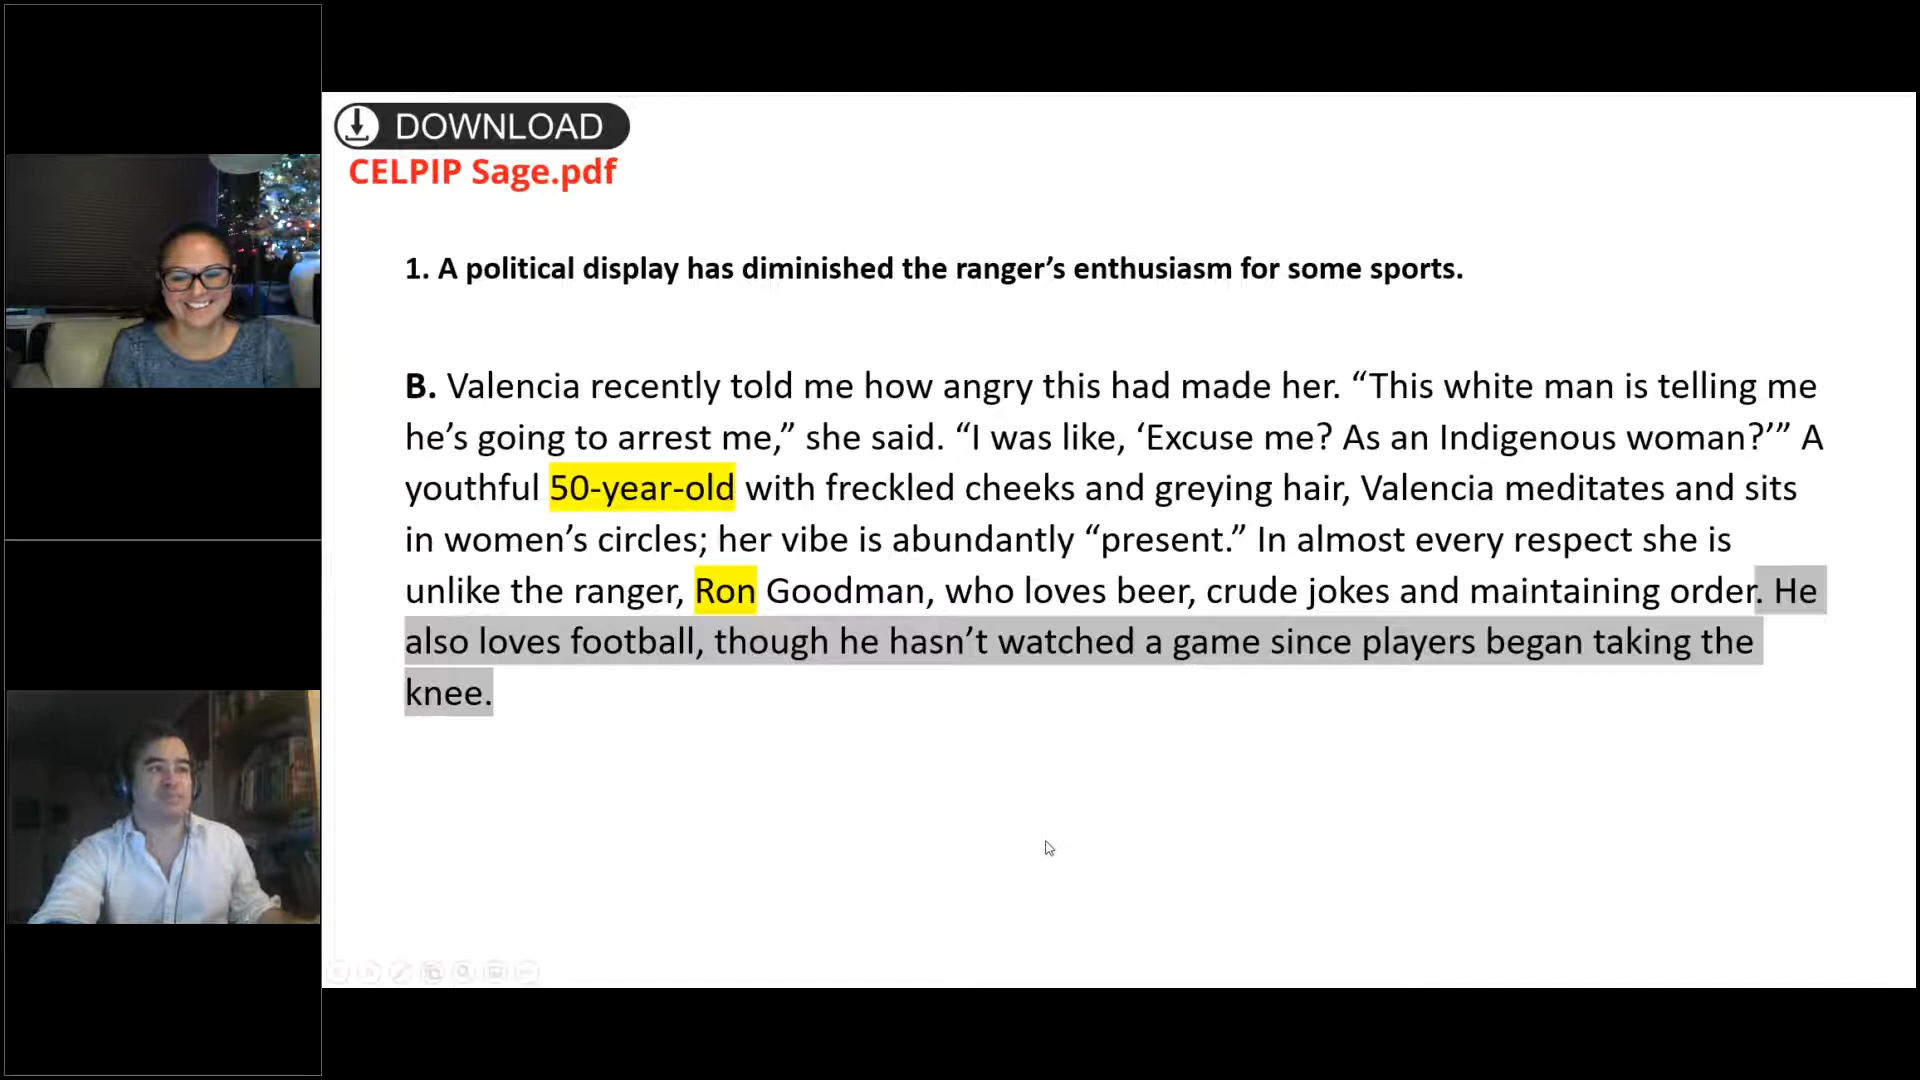 DOWNLOAD
CELPIP Sage.pdf
1. A political display has diminished the ranger’s enthusiasm for some sports.
B. Valencia recently told me how angry this had made her. “This white man is telling me
he’s going to arrest me,” she said. “I was like, ‘Excuse me? As an Indigenous woman?’” A
youthful 50-year-old with freckled cheeks and greying hair, Valencia meditates and sits
in women’s circles; her vibe is abundantly “present.” In almost every respect she is
unlike the ranger, Ron Goodman, who loves beer, crude jokes and maintaining order. He
also loves football, though he hasn’t watched a game since players began taking the
knee.